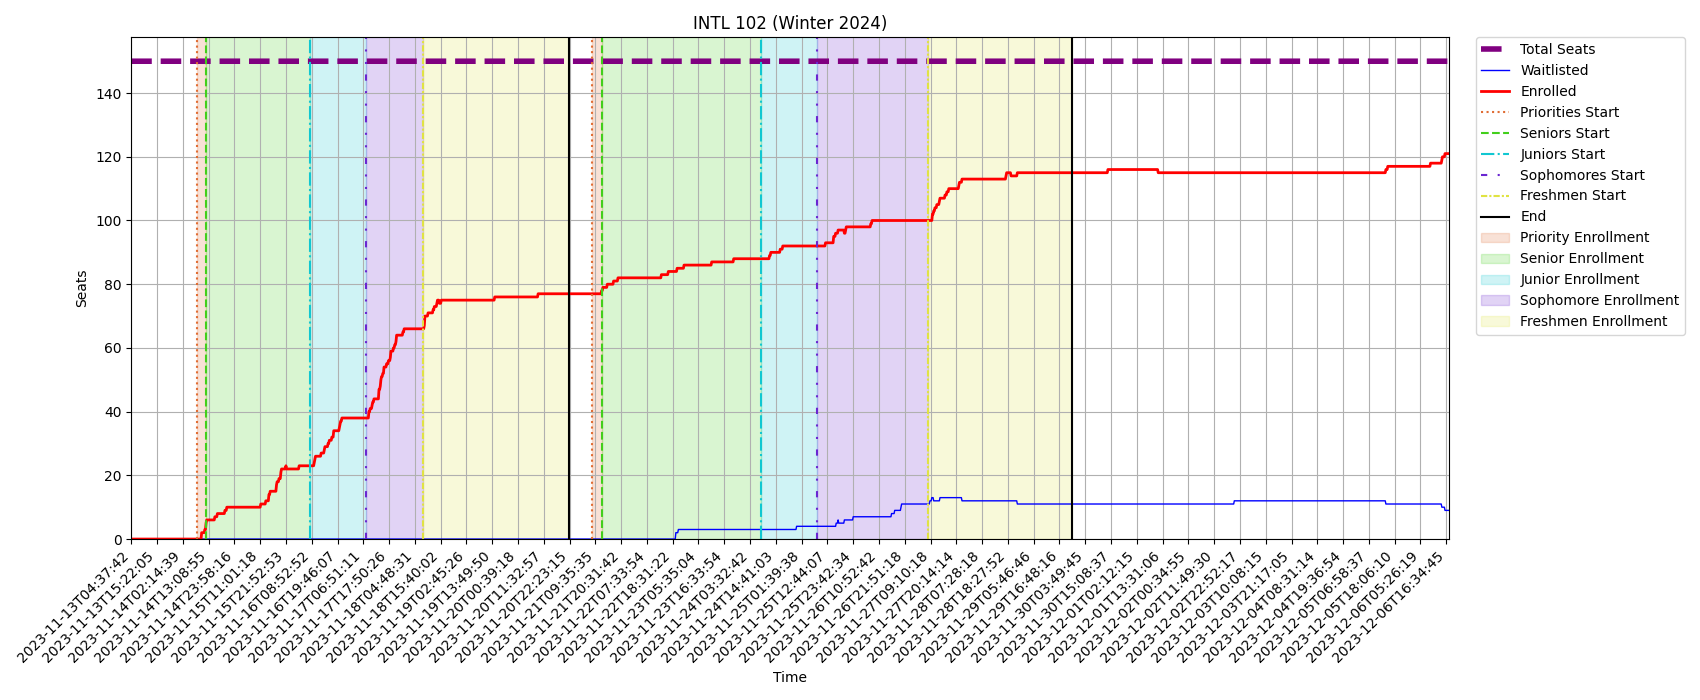 INTL 102 (Winter 2024)
Total Seats
Waitlisted
Enrolled
Priorities Start
Seniors Start
Juniors Start
Sophomores Start
Freshmen Start
End
Priority Enrollment
Senior Enrollment
Junior Enrollment
Sophomore Enrollment
Freshmen Enrollment
Seats
140
120
100
80
60
40
20
0
2023-11-13T04:37:42
2023-11-13T15:22:05
2023-11-14T02:14:39
2023-11-14T13:08:55
2023-11-14T23:58:16
2023-11-15T11:01:18
2023-11-15T21:52:53
2023-11-16T08:52:52
2023-11-16T19:46:07
2023-11-17T06:51:11
2023-11-17T17:50:26
2023-11-18T04:48:31
2023-11-18T15:40:02
2023-11-19T02:45:26
2023-11-19T13:49:50
2023-11-20T00:39:18
2023-11-20T11:32:57
2023-11-20T22:23:15
2023-11-21T09:35:35
2023-11-21T20:31:42
2023-11-22T07:33:54
2023-11-22T18:31:22
2023-11-23T05:35:04
2023-11-23T16:33:54
2023-11-24T03:32:42
2023-11-24T14:41:03
2023-11-25T01:39:38
2023-11-25T12:44:07
2023-11-25T23:42:34
2023-11-26T10:52:42
2023-11-26T21:51:18
2023-11-27T09:10:18
2023-11-27T20:14:14
2023-11-28T07:28:18
2023-11-28T18:27:52
2023-11-29T05:46:46
2023-11-29T16:48:16
2023-11-30T03:49:45
2023-11-30T15:08:37
2023-12-01T02:12:15
2023-12-01T13:31:06
2023-12-02T00:34:55
2023-12-02T11:49:30
2023-12-02T22:52:17
2023-12-03T10:08:15
2023-12-03T21:17:05
2023-12-04T08:31:14
2023-12-04T19:36:54
2023-12-05T06:58:37
2023-12-05T18:06:10
2023-12-06T05:26:19
2023-12-06T16:34:45
Time